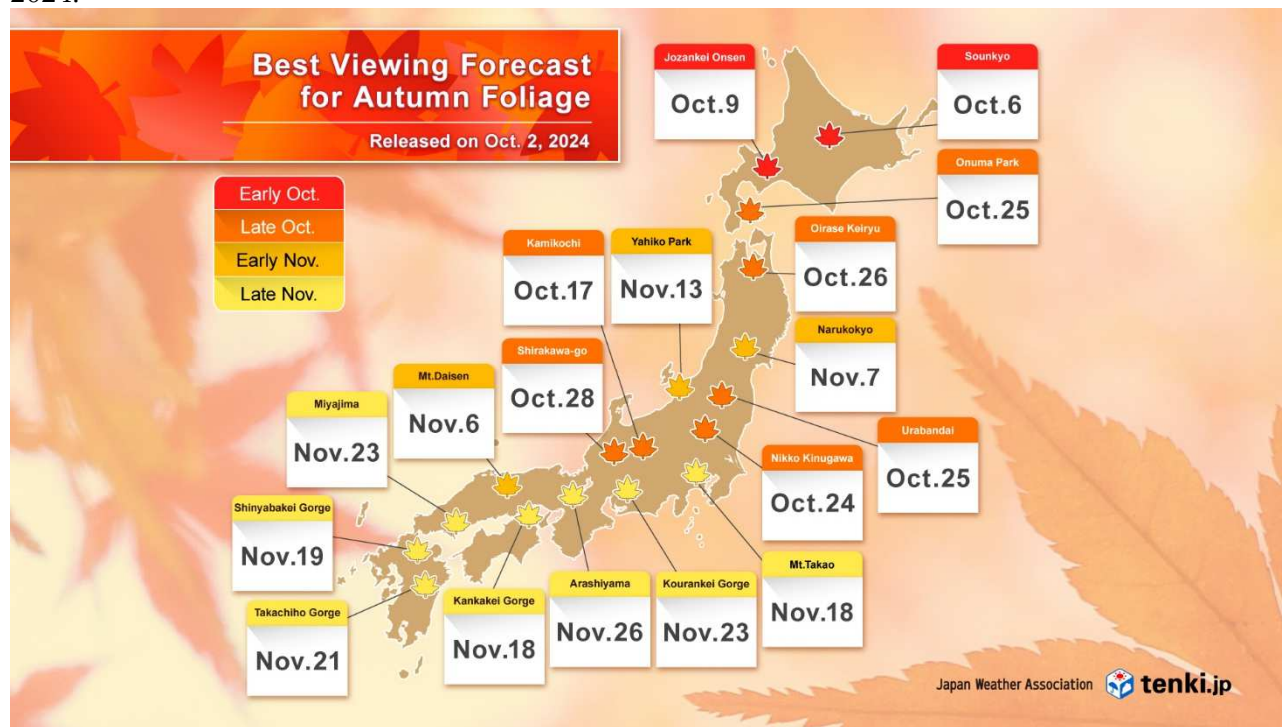 2024.
Best Viewing Forecast
for Autumn Foliage
Released on Oct. 2, 2024
Early Oct.
Late Oct.
Early Nov.
Late Nov.
Jozankei Onsen
Oct.9
Sounkyo
Oct.6
Onuma Park
Oct.25
Kamikochi
Oct.17
Yahiko Park
Nov.13
Oirase Keiryu
Oct.26
Narukokyo
Nov.7
Shirakawa-go
Oct.28
Mt.Daisen
Nov.6
Miyajima
Nov.23
Urabandai
Oct.25
Nikko Kinugawa
Oct.24
Shinyabakei Gorge
Nov.19
Mt.Takao
Nov.18
Takachiho Gorge
Nov.21
Kankakei Gorge
Nov.18
Arashiyama
Nov.26
Kourankei Gorge
Nov.23
Japan Weather Association tenki.jp